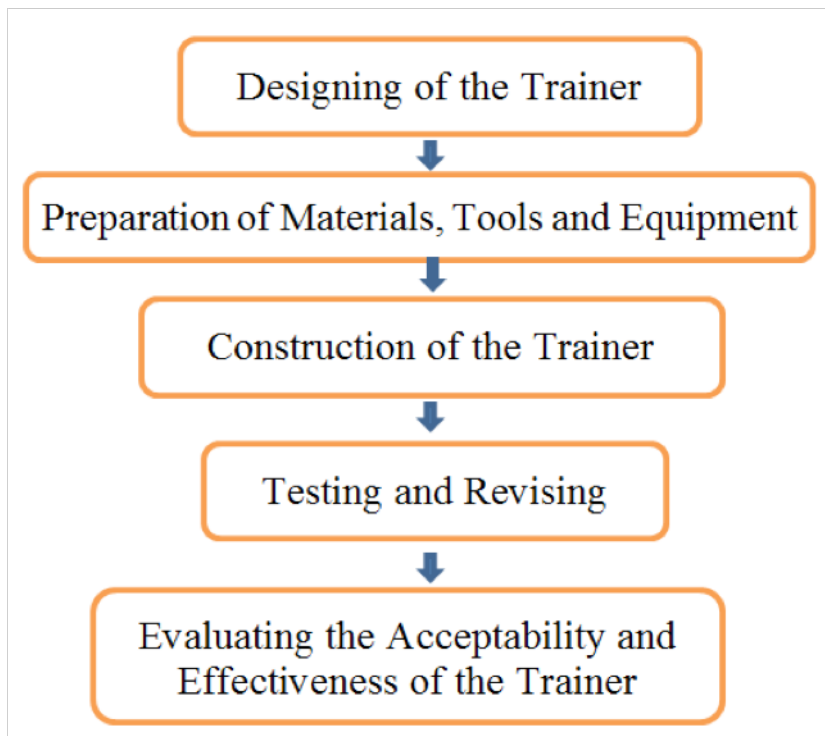 Designing of the Trainer
Preparation of Materials, Tools and Equipment
Construction of the Trainer
Testing and Revising
Evaluating the Acceptability and
Effectiveness of the Trainer